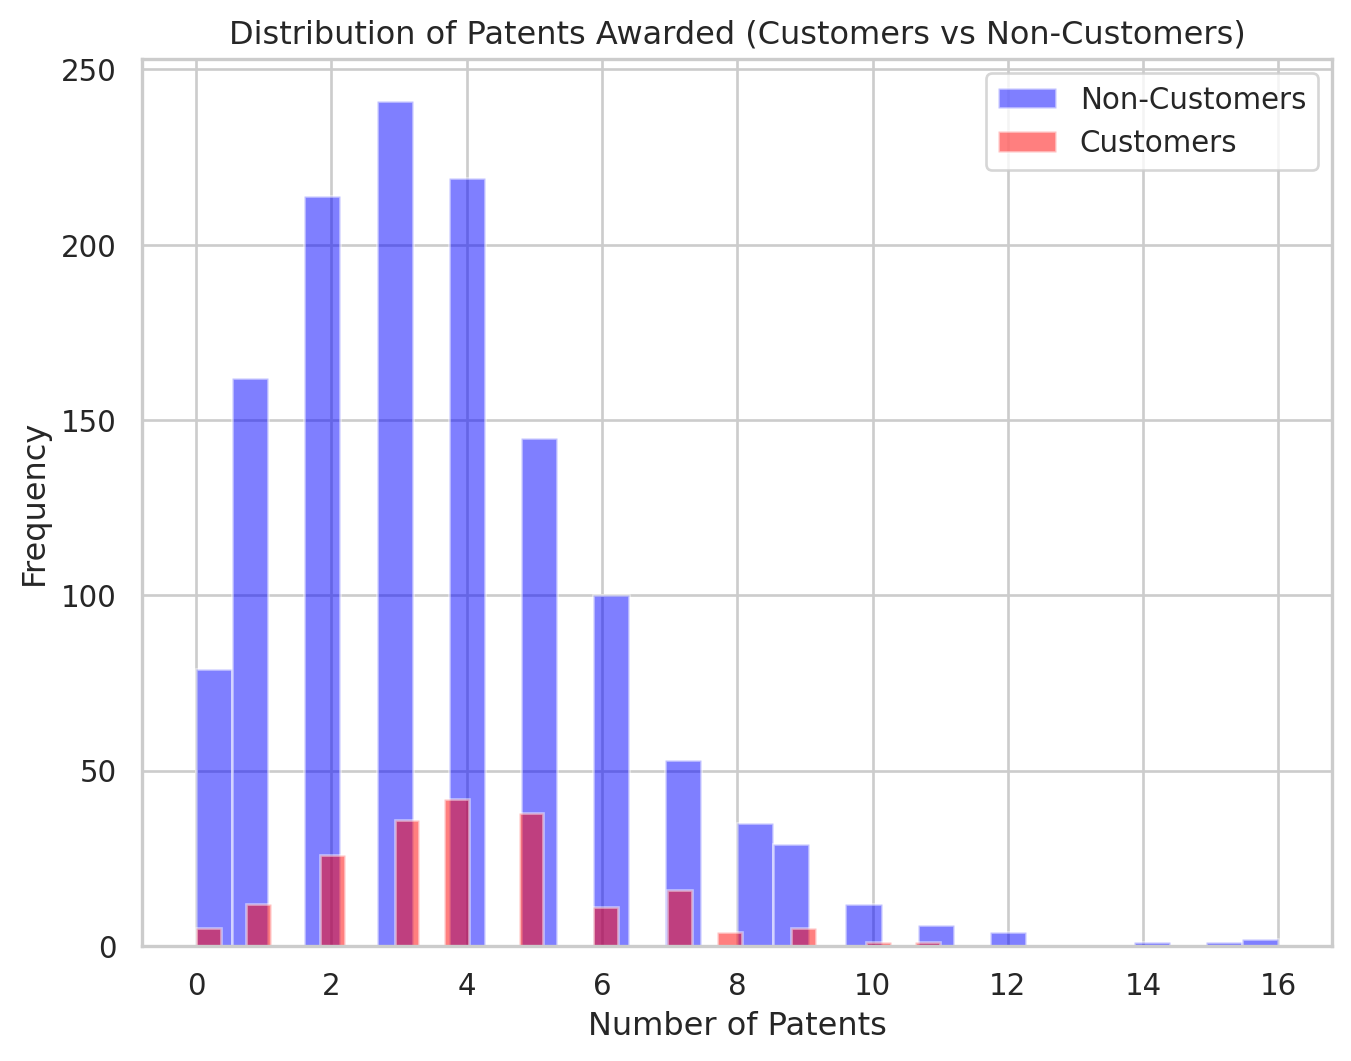 Distribution of Patents Awarded (Customers vs Non-Customers)
Non-Customers
Customers
Frequency
250
200
150
100
50
0
0 2 4 6 8 10 12 14 16
Number of Patents